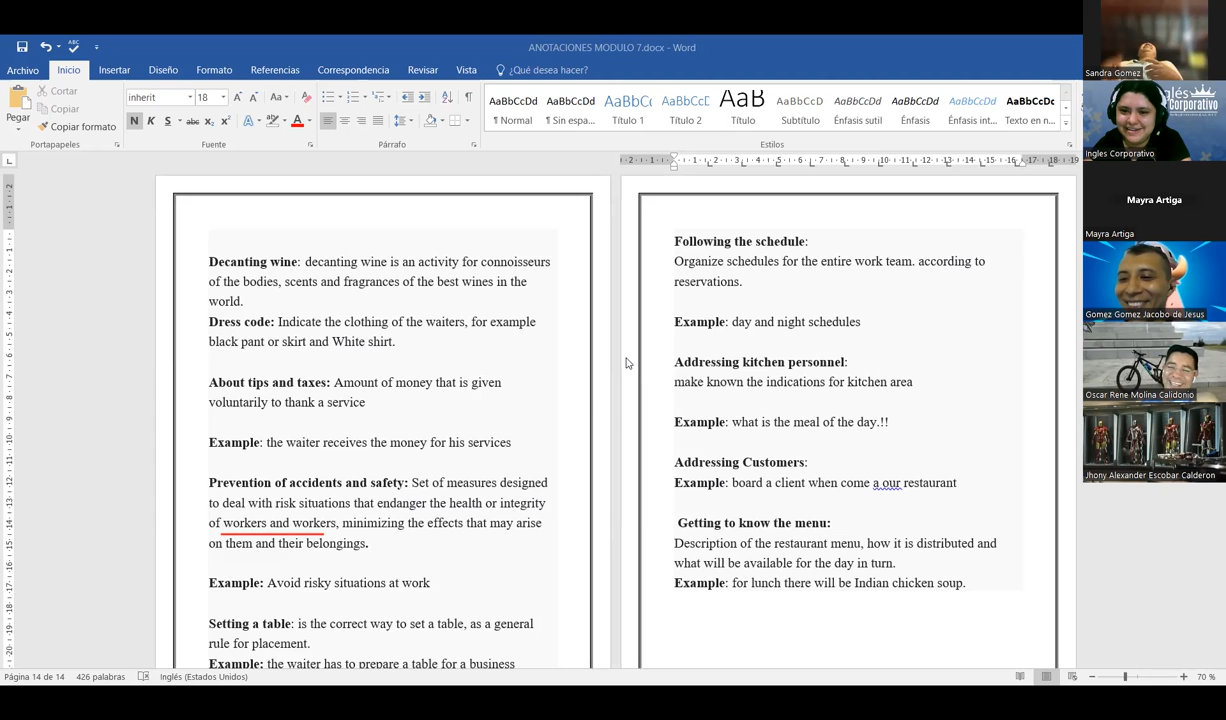 ANOTACIONES MODULO 7.docx - Word
Archivo
Inicio
Insertar
Diseño
Formato
Referencias
Correspondencia
Revisar
Vista
¿Qué desea hacer?
Pegar
Cortar
Copiar
Copiar formato
Portapapeles
inherit
18
Fuente
Párrafo
AaBbCcDd
¶ Normal
AaBbCcDd
¶ Sin espa...
AaBbCc
Título 1
AaBbCcD
Título 2
AaB
Título
AaBbCcD
Subtítulo
AaBbCcDd
Énfasis sutil
AaBbCcDd
Énfasis
AaBbCcDd
Énfasis int...
AaBbCcDc
Texto en n...
Estilos
Decanting wine: decanting wine is an activity for connoisseurs
of the bodies, scents and fragrances of the best wines in the
world.
Dress code: Indicate the clothing of the waiters, for example
black pant or skirt and White shirt.
About tips and taxes: Amount of money that is given
voluntarily to thank a service
Example: the waiter receives the money for his services
Prevention of accidents and safety: Set of measures designed
to deal with risk situations that endanger the health or integrity
of workers and workers, minimizing the effects that may arise
on them and their belongings.
Example: Avoid risky situations at work
Setting a table: is the correct way to set a table, as a general
rule for placement.
Example: the waiter has to prepare a table for a business
Following the schedule:
Organize schedules for the entire work team. according to
reservations.
Example: day and night schedules
Addressing kitchen personnel:
make known the indications for kitchen area
Example: what is the meal of the day.!!
Addressing Customers:
Example: board a client when come a our restaurant
Getting to know the menu:
Description of the restaurant menu, how it is distributed and
what will be available for the day in turn.
Example: for lunch there will be Indian chicken soup.
Página 14 de 14
426 palabras
Inglés (Estados Unidos)
70 %
Sandra Gomez
Ingles Corporativo
Mayra Artiga
Mayra Artiga
Gomez Gomez Jacobo de Jesus
Oscar Rene Molina Calidonio
Jhony Alexander Escobar Calderon